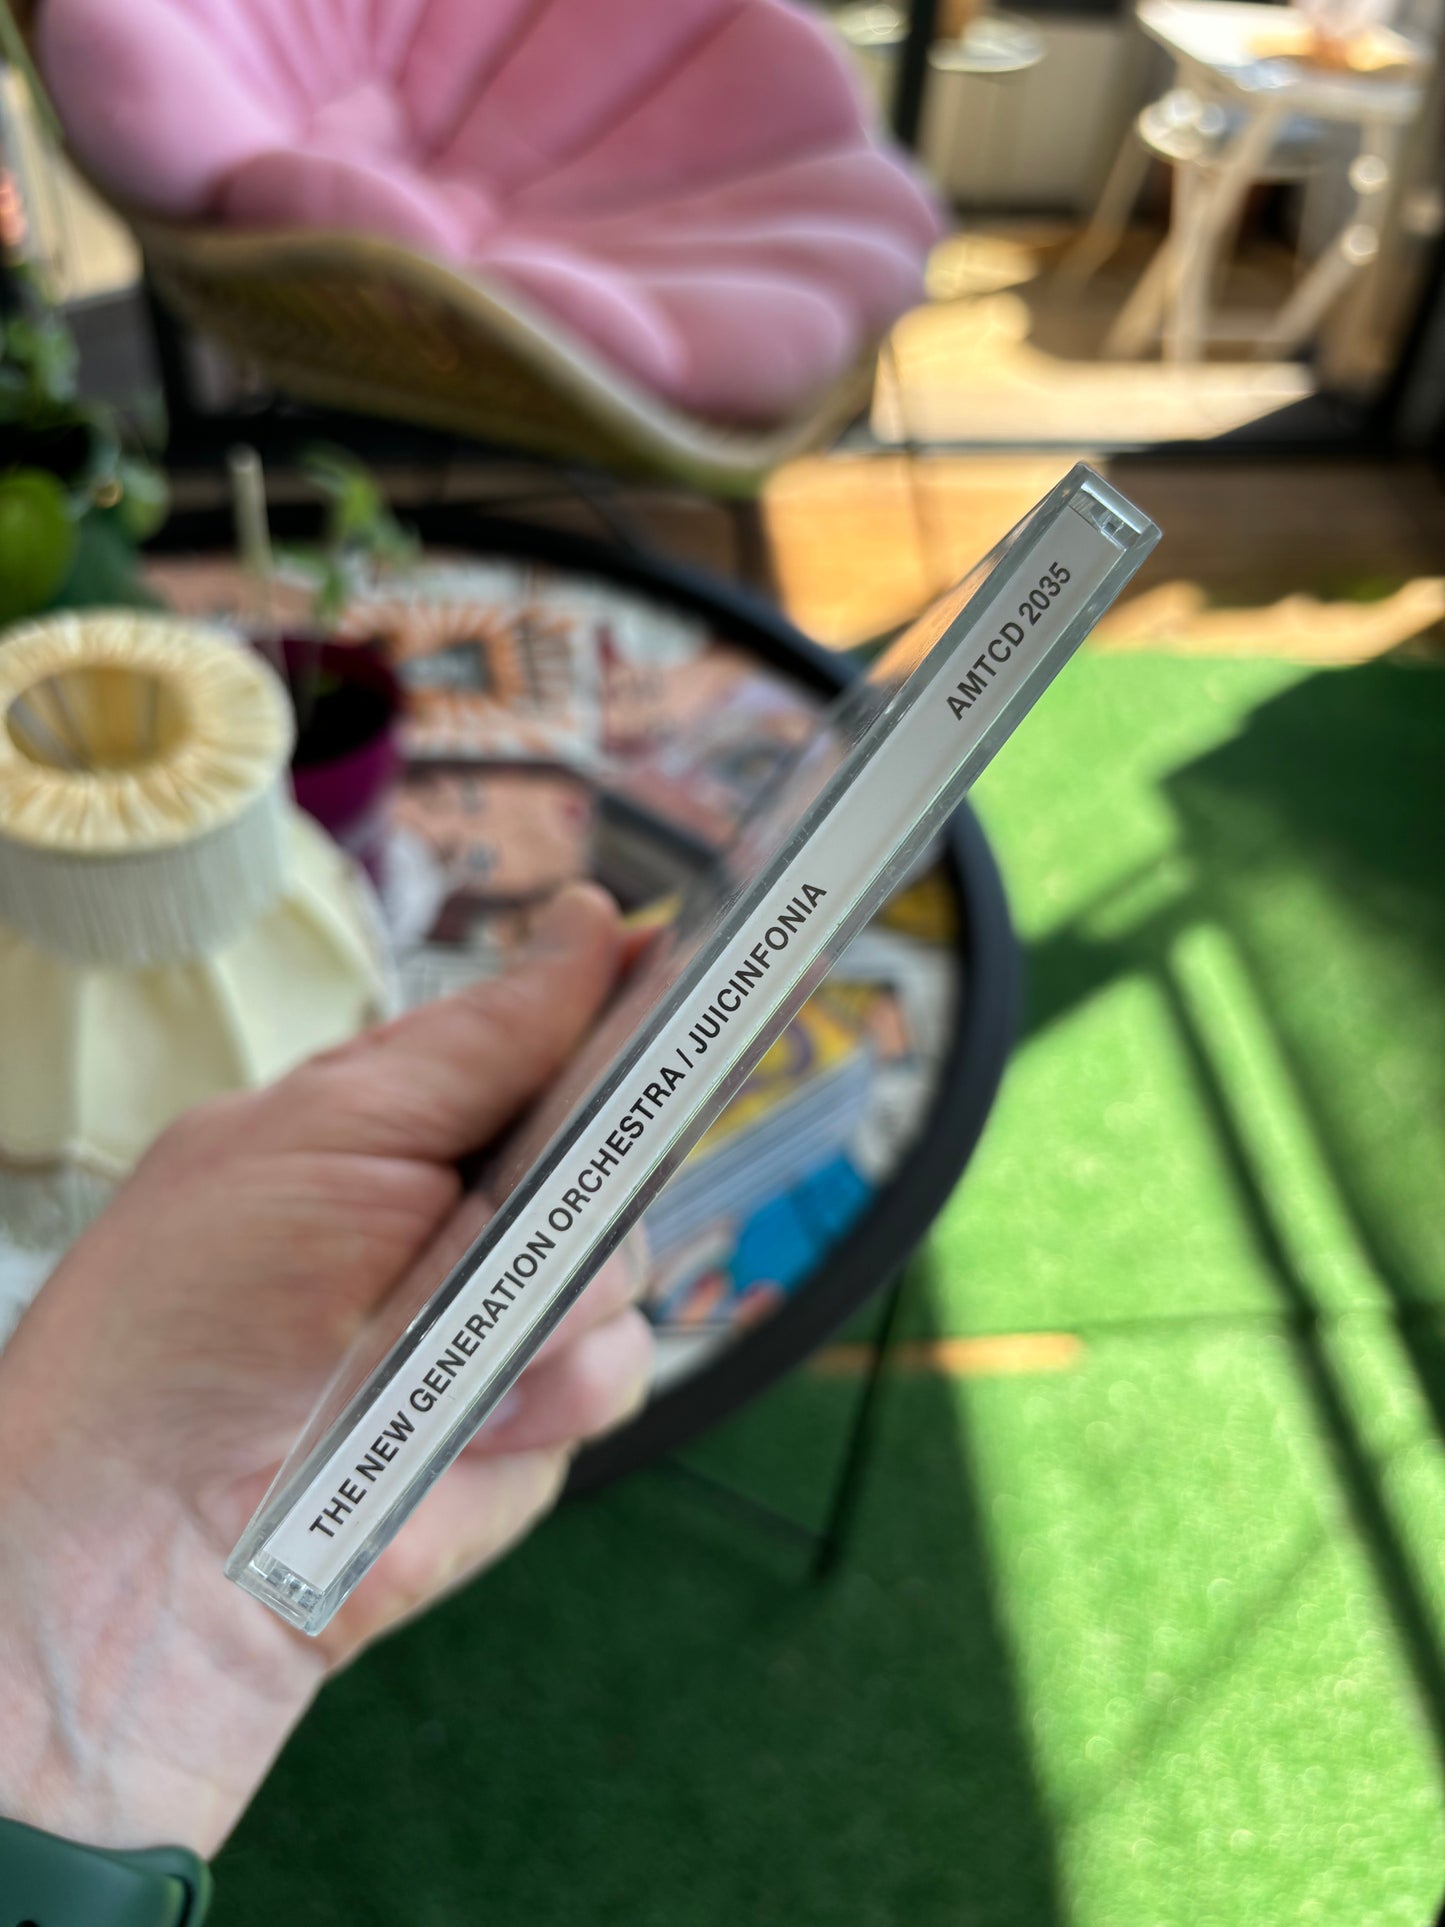 THE NEW GENERATION ORCHESTRA / JUICINFONIA AMTCD 2035